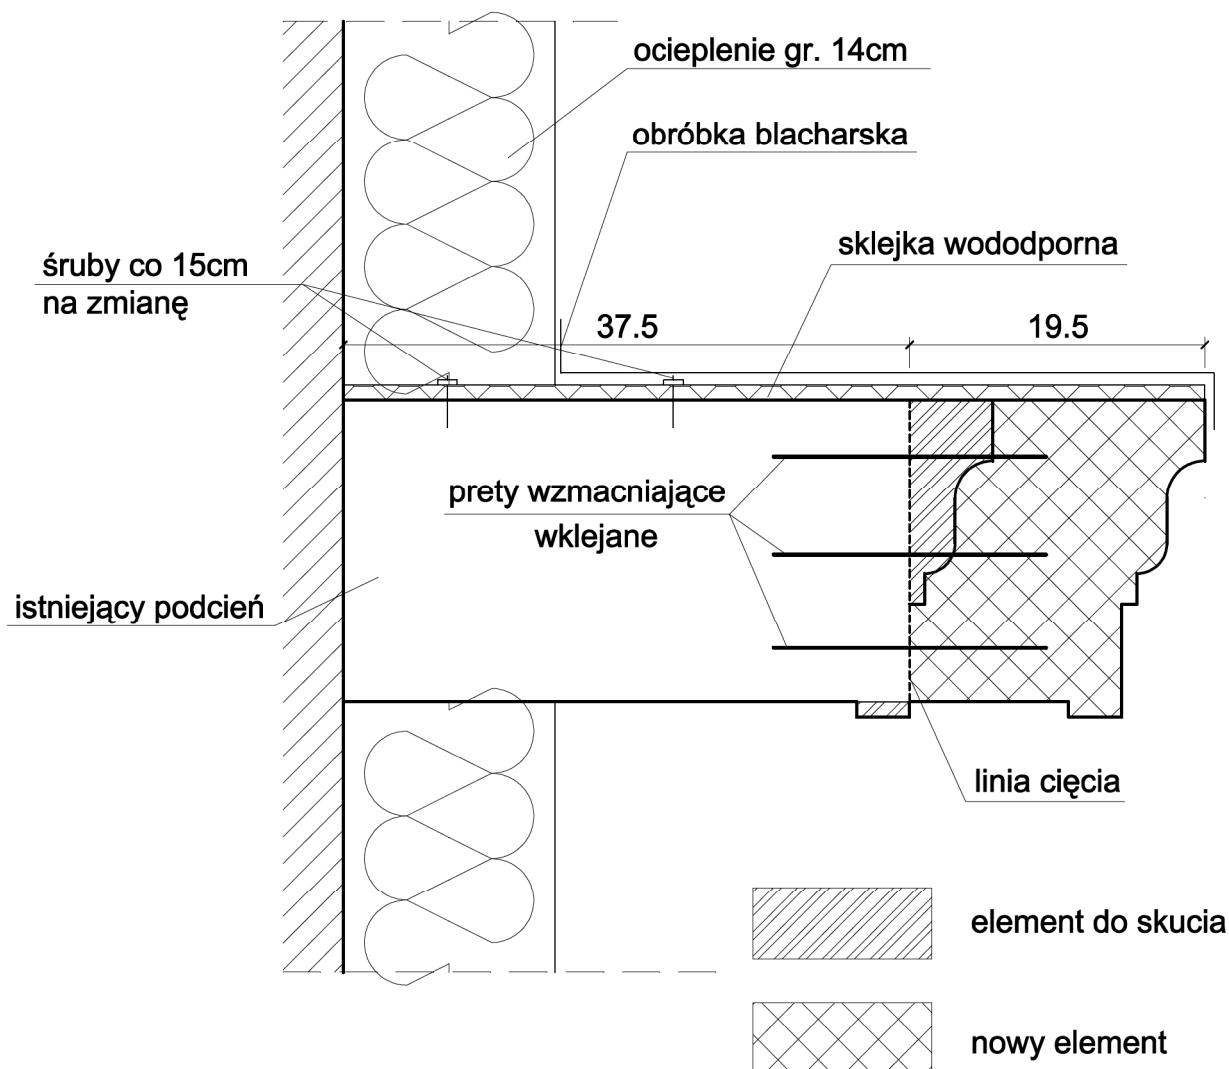 ocieplenie gr. 14cm
obróbka blacharska
sklejka wododporna
śruby co 15cm
na zmianę
37.5
19.5
prety wzmacniające
wklejane
istniejący podcień
linia cięcia
element do skucia
nowy element